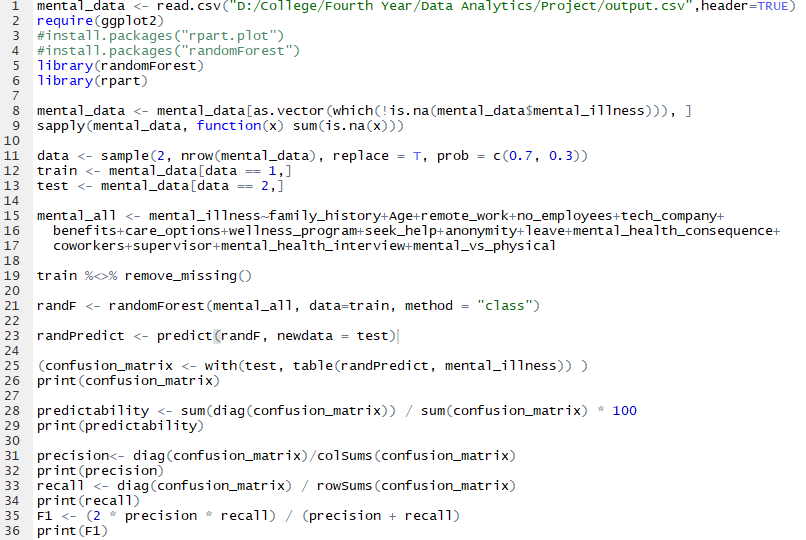 1 mental_data <- read.csv("D:/College/Fourth Year/Data Analytics/Project/output.csv",header=TRUE)
2 require(ggplot2)
3 #install.packages("rpart.plot")
4 #install.packages("randomForest")
5 library(randomForest)
6 library(rpart)
7
8 mental_data <- mental_data[as.vector(which(!is.na(mental_data$mental_illness))), ]
9 sapply(mental_data, function(x) sum(is.na(x)))
10
11 data <- sample(2, nrow(mental_data), replace = T, prob = c(0.7, 0.3))
12 train <- mental_data[data == 1,]
13 test <- mental_data[data == 2,]
14
15 mental_all <- mental_illness~family_history+Age+remote_work+no_employees+tech_company+
16   benefits+care_options+wellness_program+seek_help+anonymity+leave+mental_health_consequence+
17   coworkers+supervisor+mental_health_interview+mental_vs_physical
18
19 train %<>% remove_missing()
20
21 randF <- randomForest(mental_all, data=train, method = "class")
22
23 randPredict <- predict(randF, newdata = test)
24
25 (confusion_matrix <- with(test, table(randPredict, mental_illness)) )
26 print(confusion_matrix)
27
28 predictability <- sum(diag(confusion_matrix)) / sum(confusion_matrix) * 100
29 print(predictability)
30
31 precision<- diag(confusion_matrix)/colSums(confusion_matrix)
32 print(precision)
33 recall <- diag(confusion_matrix) / rowSums(confusion_matrix)
34 print(recall)
35 F1 <- (2 * precision * recall) / (precision + recall)
36 print(F1)